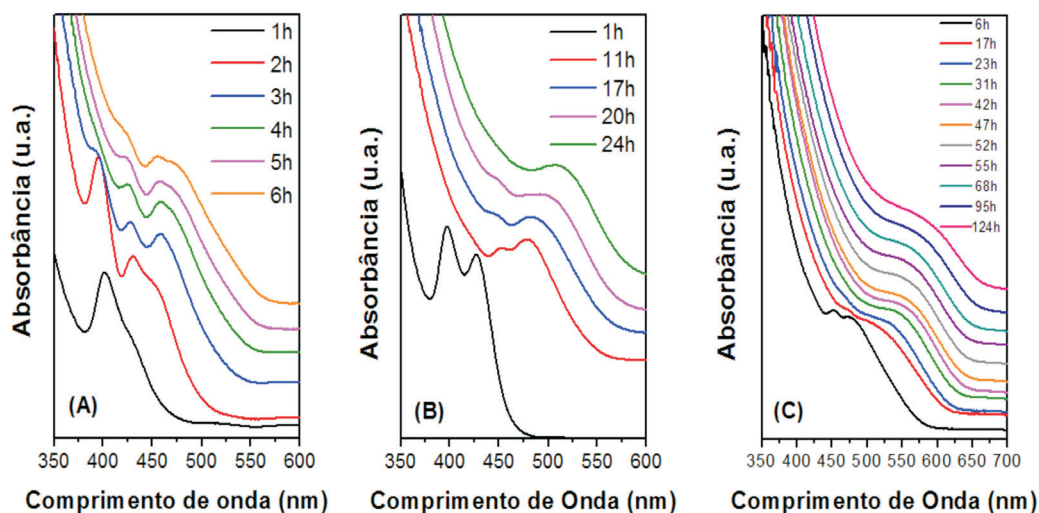 Absorbância (u.a.)
1h
2h
3h
4h
5h
6h
(A)
350 400 450 500 550 600
Comprimento de onda (nm)
Absorbância (u.a.)
1h
11h
17h
20h
24h
(B)
350 400 450 500 550 600
Comprimento de Onda (nm)
Absorbância (u.a.)
6h
17h
23h
31h
42h
47h
52h
55h
68h
95h
124h
(C)
350 400 450 500 550 600 650 700
Comprimento de Onda (nm)